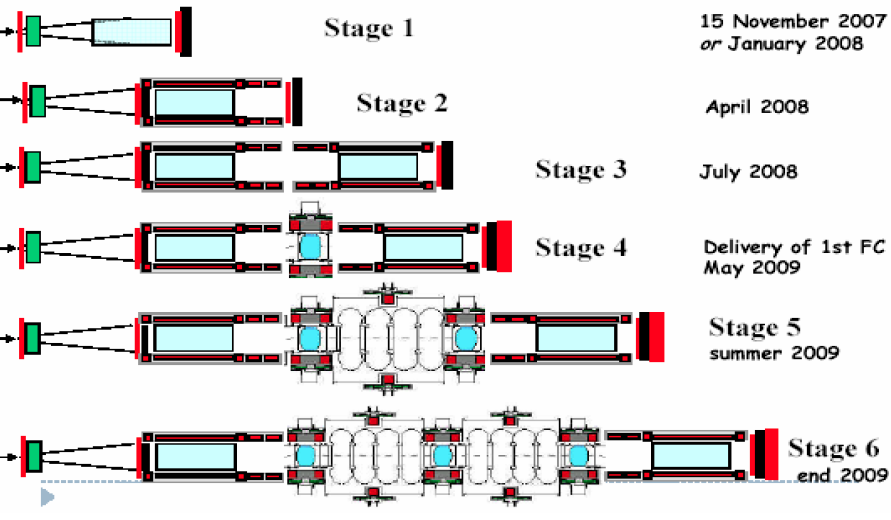 Stage 1
15 November 2007
or January 2008
Stage 2
April 2008
Stage 3
July 2008
Stage 4
Delivery of 1st FC
May 2009
Stage 5
summer 2009
Stage 6
end 2009